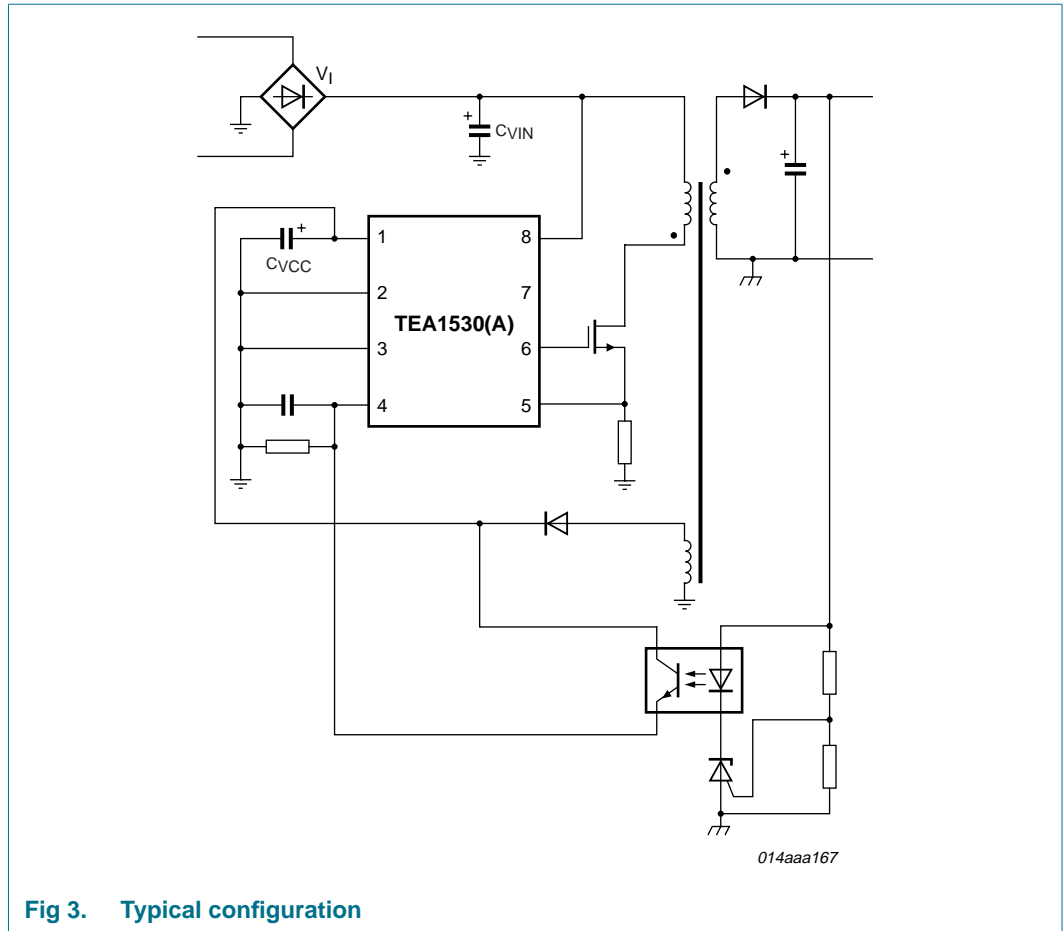 V_I
+
C_VIN
+
+
C_VCC
1
8
2
7
TEA1530(A)
3
6
4
5
014aaa167
Fig 3. Typical configuration